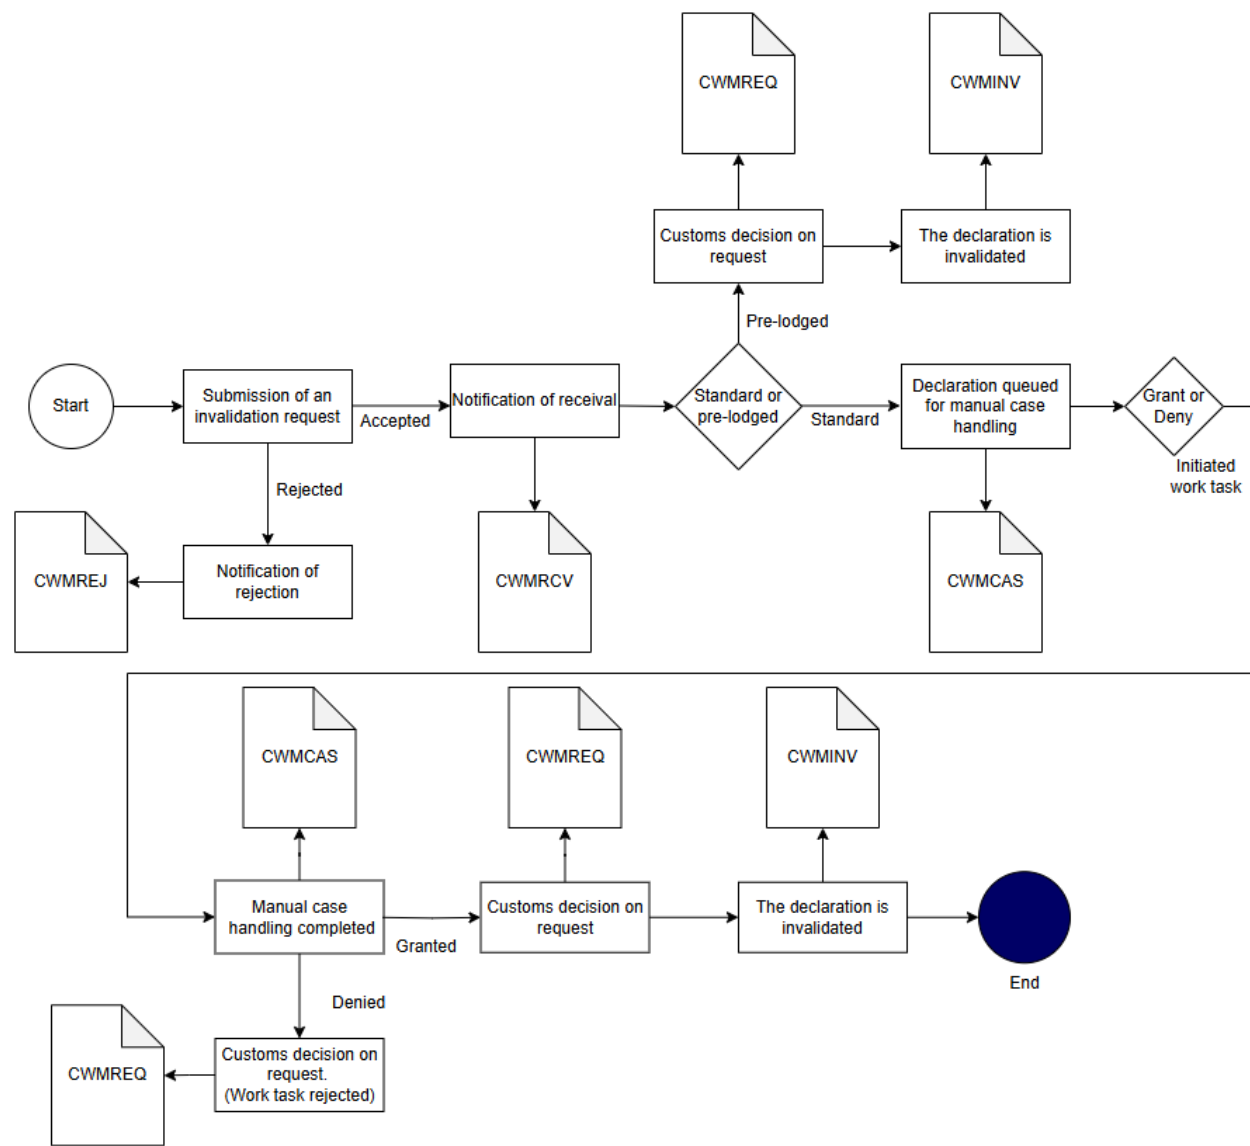 CWMREQ
CWMINV
Customs decision on
request
The declaration is
invalidated
Pre-lodged
Start
Submission of an
invalidation request
Accepted
Notification of receival
Standard or
pre-lodged
Standard
Declaration queued
for manual case
handling
Grant or
Deny
Initiated
work task
Rejected
CWMREJ
Notification of
rejection
CWMRCV
CWMCAS
CWMCAS
CWMREQ
CWMINV
Manual case
handling completed
Granted
Customs decision on
request
The declaration is
invalidated
End
Denied
CWMREQ
Customs decision on
request.
(Work task rejected)